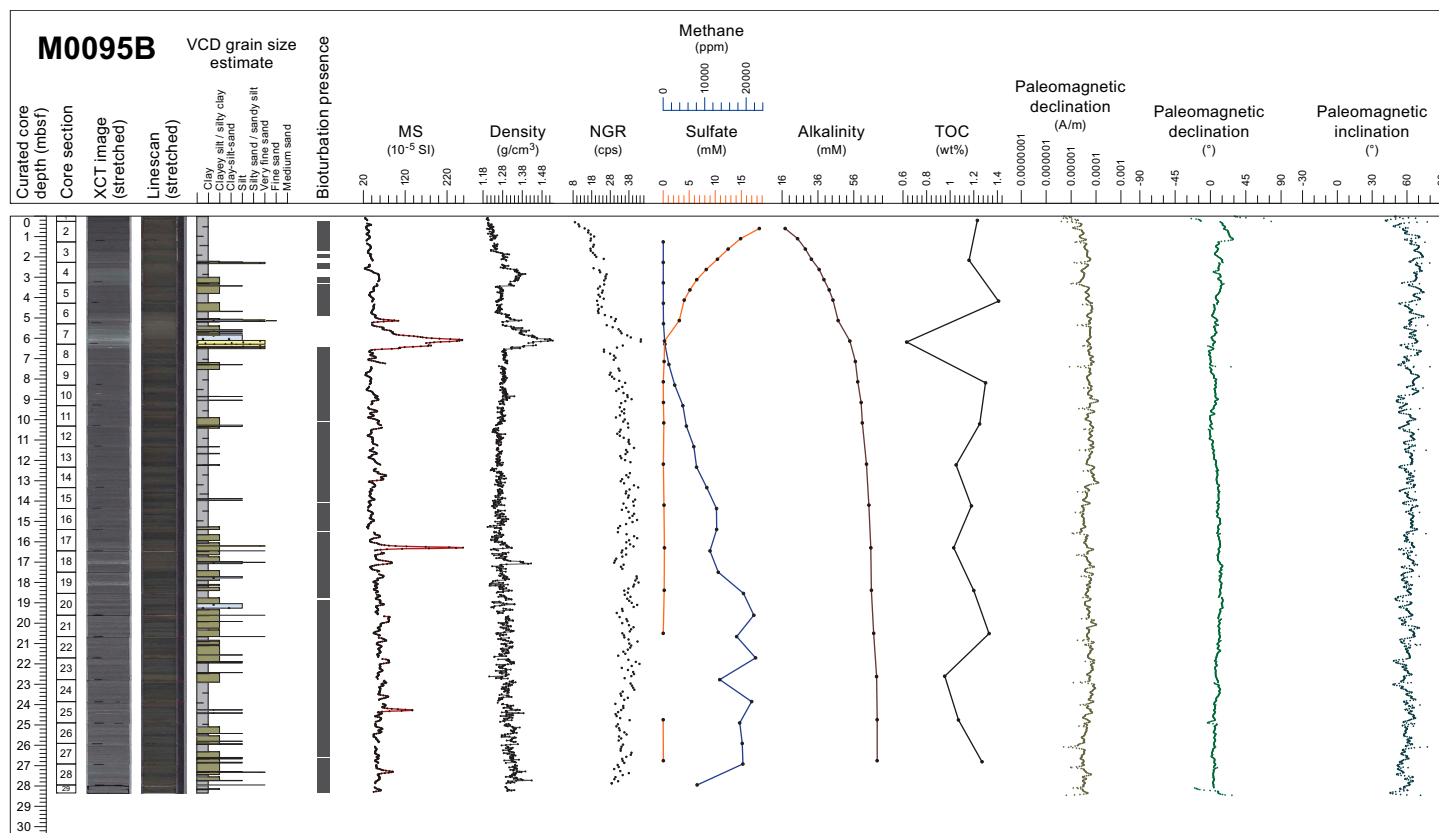 M0095B
VCD grain size
estimate
Curated core
depth (mbsf)
Core section
XCT image
(stretched)
Linescan
(stretched)
Clay
Clayey silt / silty clay
Clay-silt-sand
Silt
Silty sand / sandy silt
Very fine sand
Fine sand
Medium sand
Bioturbation presence
MS
(10-5 SI)
20 120 220
Density
(g/cm3)
1.18 1.28 1.38 1.48
NGR
(cps)
8 18 28 38
Methane
(ppm)
0 10000 20000
Sulfate
(mM)
0 5 10 15
Alkalinity
(mM)
16 36 56
TOC
(wt%)
0.6 0.8 1 1.2 1.4
Paleomagnetic
declination
(A/m)
0.0000001 0.000001 0.00001 0.0001 0.001
Paleomagnetic
declination
(°)
-90 -45 0 45 90
Paleomagnetic
inclination
(°)
-30 0 30 60 90
0
1
2
3
4
5
6
7
8
9
10
11
12
13
14
15
16
17
18
19
20
21
22
23
24
25
26
27
28
29
30
2
3
4
5
6
7
8
9
10
11
12
13
14
15
16
17
18
19
20
21
22
23
24
25
26
27
28
29